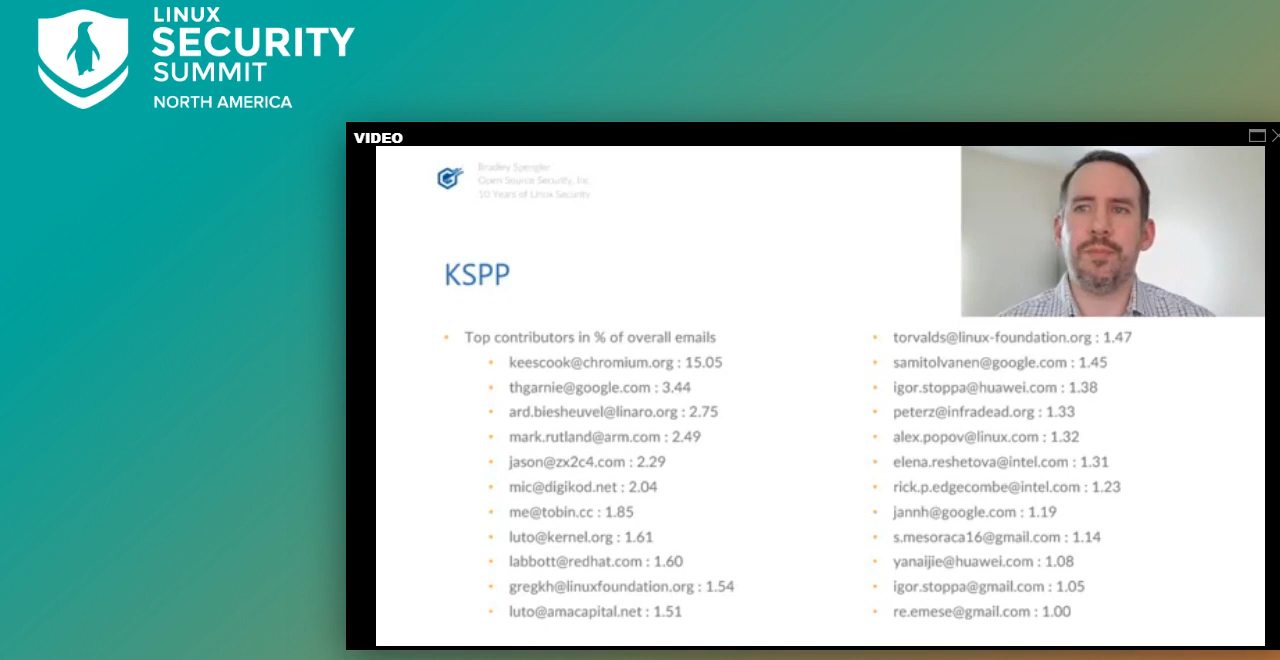 LINUX
SECURITY
SUMMIT
NORTH AMERICA
VIDEO
Bradley Spengler
Open Source Security, Inc.
10 Years of Linux Security
KSPP
Top contributors in % of overall emails
keescook@chromium.org : 15.05
thgarnie@google.com : 3.44
ard.biesheuvel@linaro.org : 2.75
mark.rutland@arm.com : 2.49
jason@zx2c4.com : 2.29
mic@digikod.net : 2.04
me@tobin.cc : 1.85
luto@kernel.org : 1.61
labbott@redhat.com : 1.60
gregkh@linuxfoundation.org : 1.54
luto@amacapital.net : 1.51
torvalds@linux-foundation.org : 1.47
samitolvanen@google.com : 1.45
igor.stoppa@huawei.com : 1.38
peterz@infradead.org : 1.33
alex.popov@linux.com : 1.32
elena.reshetova@intel.com : 1.31
rick.p.edgecombe@intel.com : 1.23
jannh@google.com : 1.19
s.mesoraca16@gmail.com : 1.14
yanaijie@huawei.com : 1.08
igor.stoppa@gmail.com : 1.05
re.emese@gmail.com : 1.00